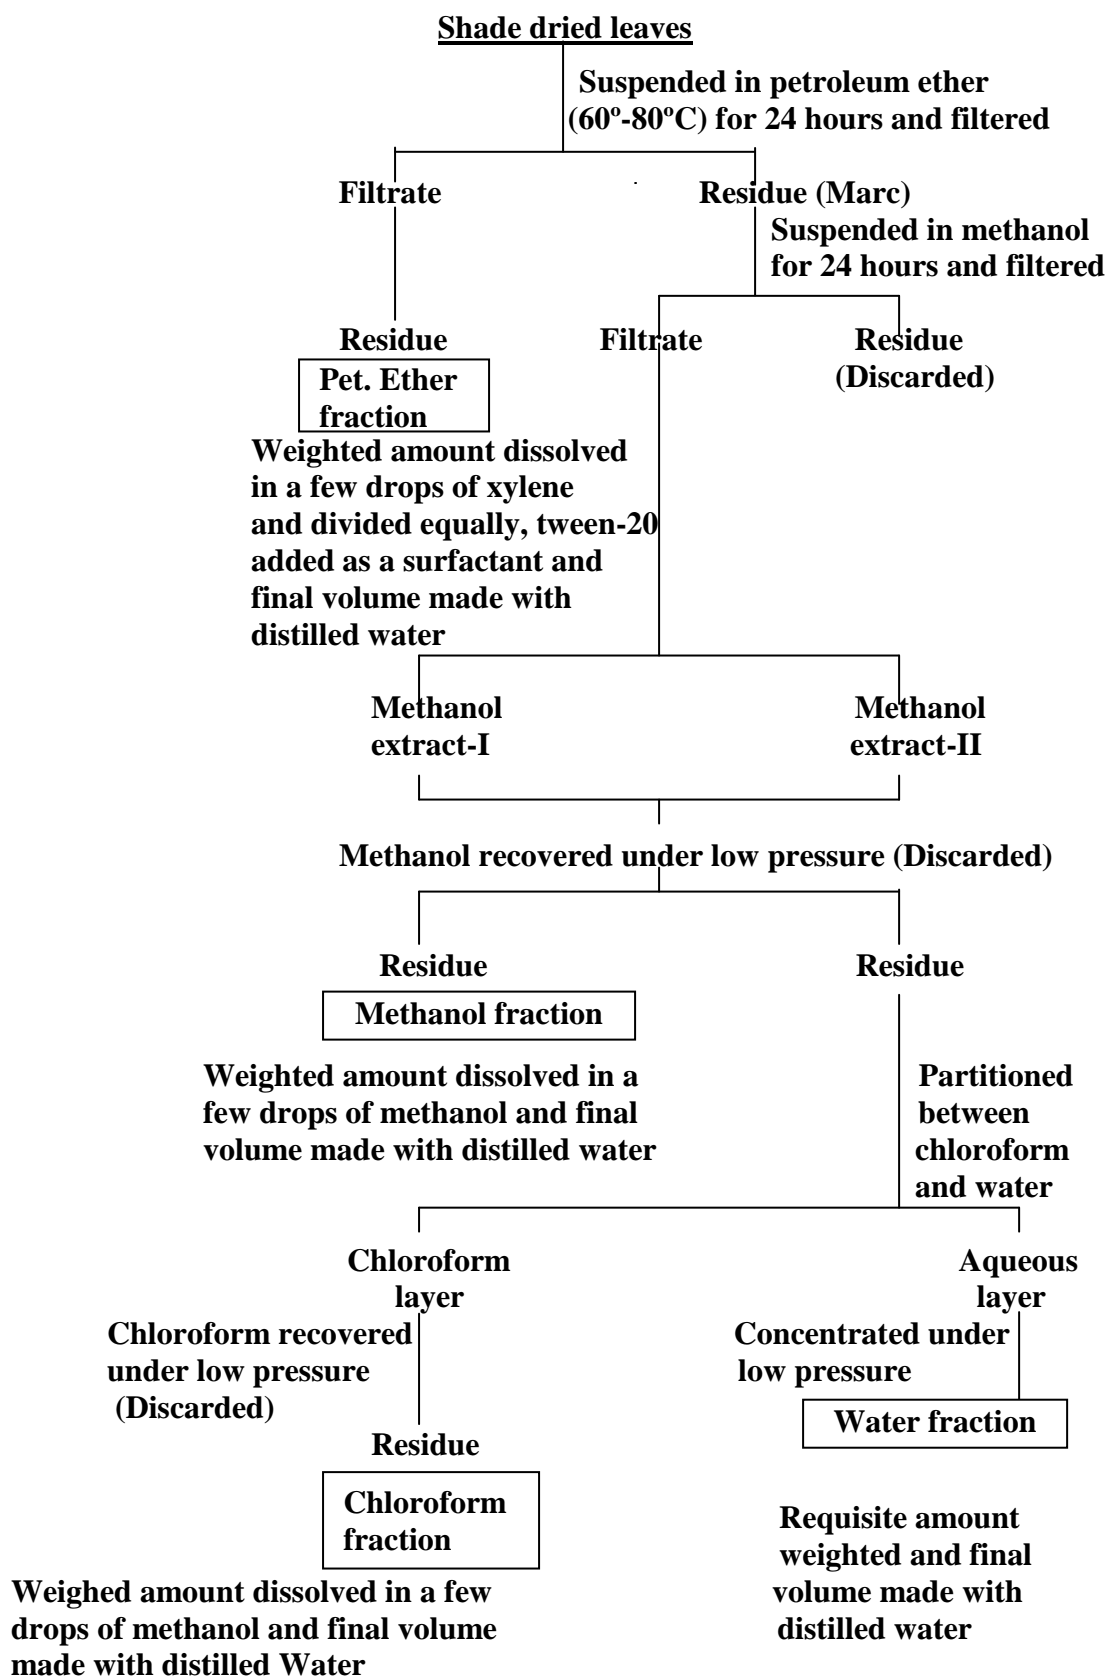 Shade dried leaves
Suspended in petroleum ether
(60º-80ºC) for 24 hours and filtered
Filtrate
Residue (Marc)
Suspended in methanol
for 24 hours and filtered
Residue
Pet. Ether
fraction
Weighted amount dissolved
in a few drops of xylene
and divided equally, tween-20
added as a surfactant and
final volume made with
distilled water
Filtrate
Residue
(Discarded)
Methanol
extract-I
Methanol
extract-II
Methanol recovered under low pressure (Discarded)
Residue
Methanol fraction
Weighted amount dissolved in a
few drops of methanol and final
volume made with distilled water
Residue
Partitioned
between
chloroform
and water
Chloroform
layer
Chloroform recovered
under low pressure
(Discarded)
Residue
Chloroform
fraction
Weighed amount dissolved in a few
drops of methanol and final volume
made with distilled Water
Aqueous
layer
Concentrated under
low pressure
Water fraction
Requisite amount
weighted and final
volume made with
distilled water